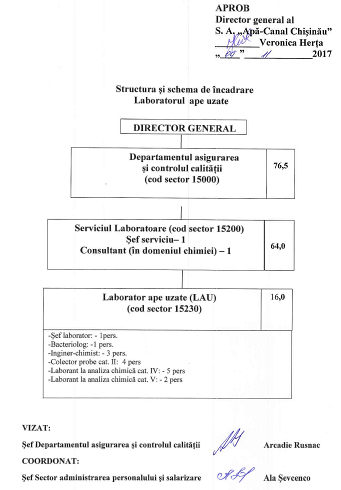 APROB
Director general al
S. A. „Apă-Canal Chişinău”
Veronica Herţa
„ ” 11 2017
Structura şi schema de încadrare
Laboratorul ape uzate
DIRECTOR GENERAL
Departamentul asigurarea
şi controlul calităţii
(cod sector 15000)
76,5
Serviciul Laboratoare (cod sector 15200)
Şef serviciu– 1
Consultant (în domeniul chimiei) – 1
64,0
Laborator ape uzate (LAU)
(cod sector 15230)
16,0
-Şef laborator: - 1pers.
-Bacteriolog: -1 pers.
-Inginer-chimist: - 3 pers.
-Colector probe cat. II: 4 pers
-Laborant la analiza chimică cat. IV: - 5 pers
-Laborant la analiza chimică cat. V: - 2 pers
VIZAT:
Şef Departamentul asigurarea şi controlul calităţii Arcadie Rusnac
COORDONAT:
Şef Sector administrarea personalului şi salarizare Ala Şevcenco